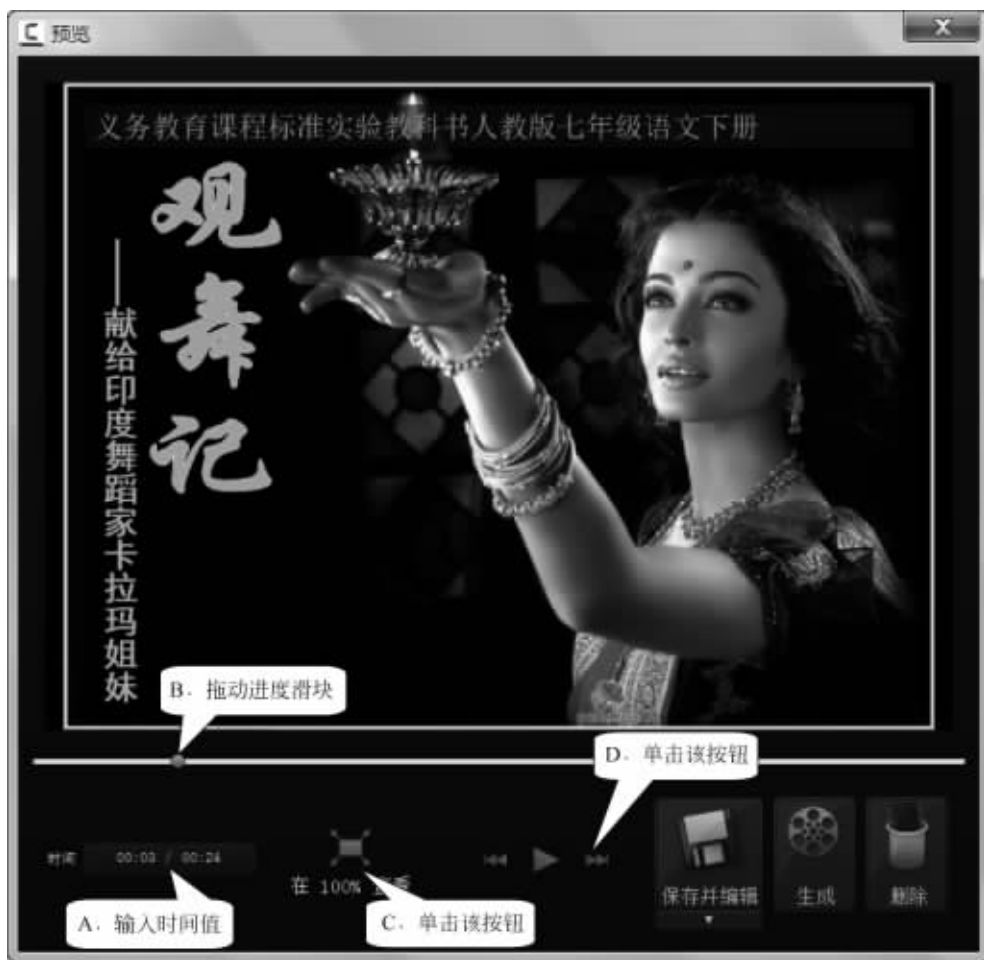 预览
义务教育课程标准实验教科书人教版七年级语文下册
观舞记
——献给印度舞蹈家卡拉玛姐妹
B．拖动进度滑块
D．单击该按钮
时间 00:03 / 00:24
在 100% 查看
保存并编辑
生成
删除
A．输入时间值
C．单击该按钮